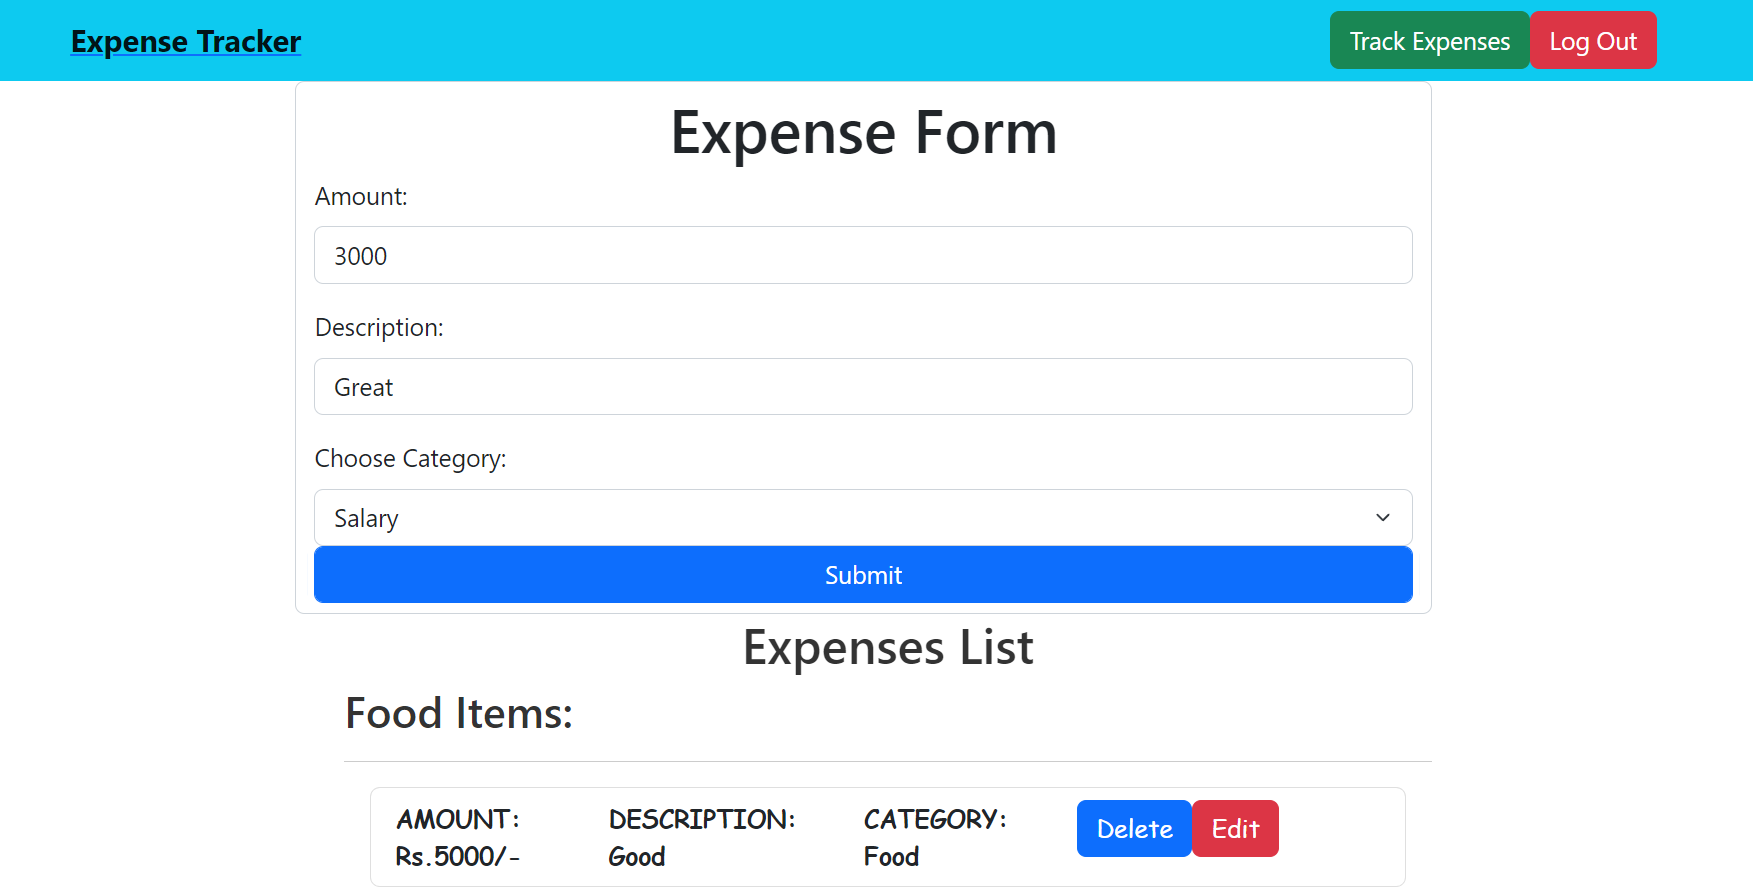 Expense Tracker
Track Expenses
Log Out
Expense Form
Amount:
3000
Description:
Great
Choose Category:
Salary
Submit
Expenses List
Food Items:
AMOUNT: DESCRIPTION: CATEGORY: Delete Edit
Rs.5000/- Good Food